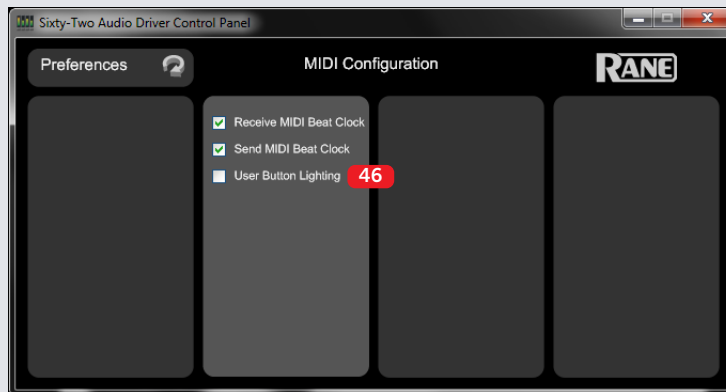 Sixty-Two Audio Driver Control Panel
Preferences
MIDI Configuration
RANE
Receive MIDI Beat Clock
Send MIDI Beat Clock
User Button Lighting 46